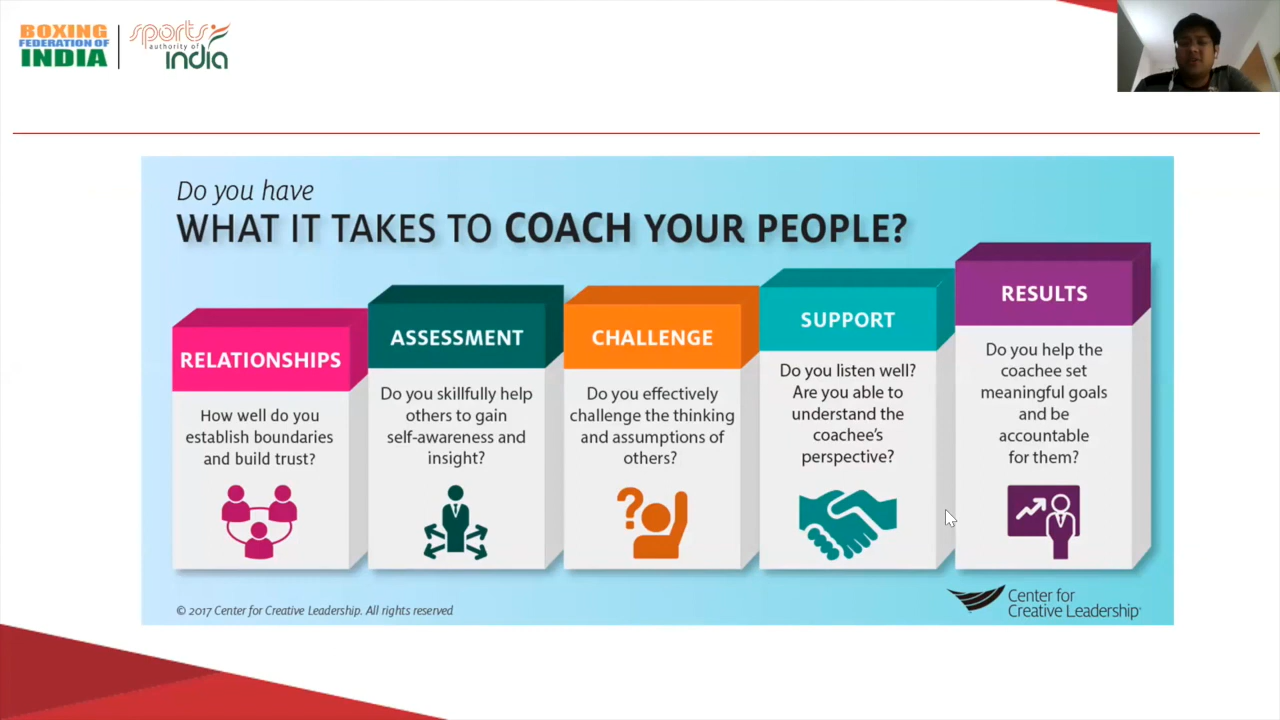 BOXING
FEDERATION OF
INDIA
sports
authority of
india
Do you have
WHAT IT TAKES TO COACH YOUR PEOPLE?
RELATIONSHIPS
How well do you
establish boundaries
and build trust?
ASSESSMENT
Do you skillfully help
others to gain
self-awareness and
insight?
CHALLENGE
Do you effectively
challenge the thinking
and assumptions of
others?
?
SUPPORT
Do you listen well?
Are you able to
understand the
coachee's
perspective?
RESULTS
Do you help the
coachee set
meaningful goals
and be
accountable
for them?
© 2017 Center for Creative Leadership. All rights reserved
Center for
Creative Leadership